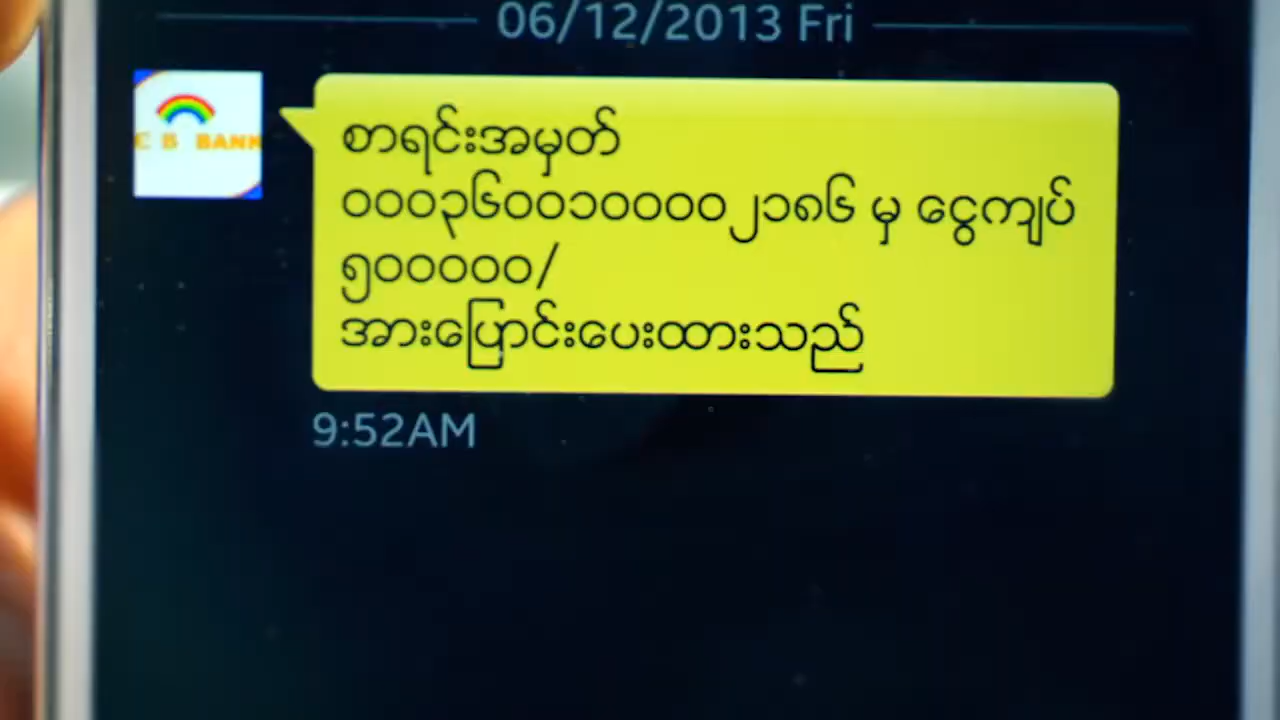 06/12/2013 Fri
C B BANK
စာရင်းအမှတ်
၀၀၀၃၆၀၀၁၀၀၀၀၂၁၈၆ မှ ငွေကျပ်
၅၀၀၀၀၀/
အားပြောင်းပေးထားသည်
9:52AM